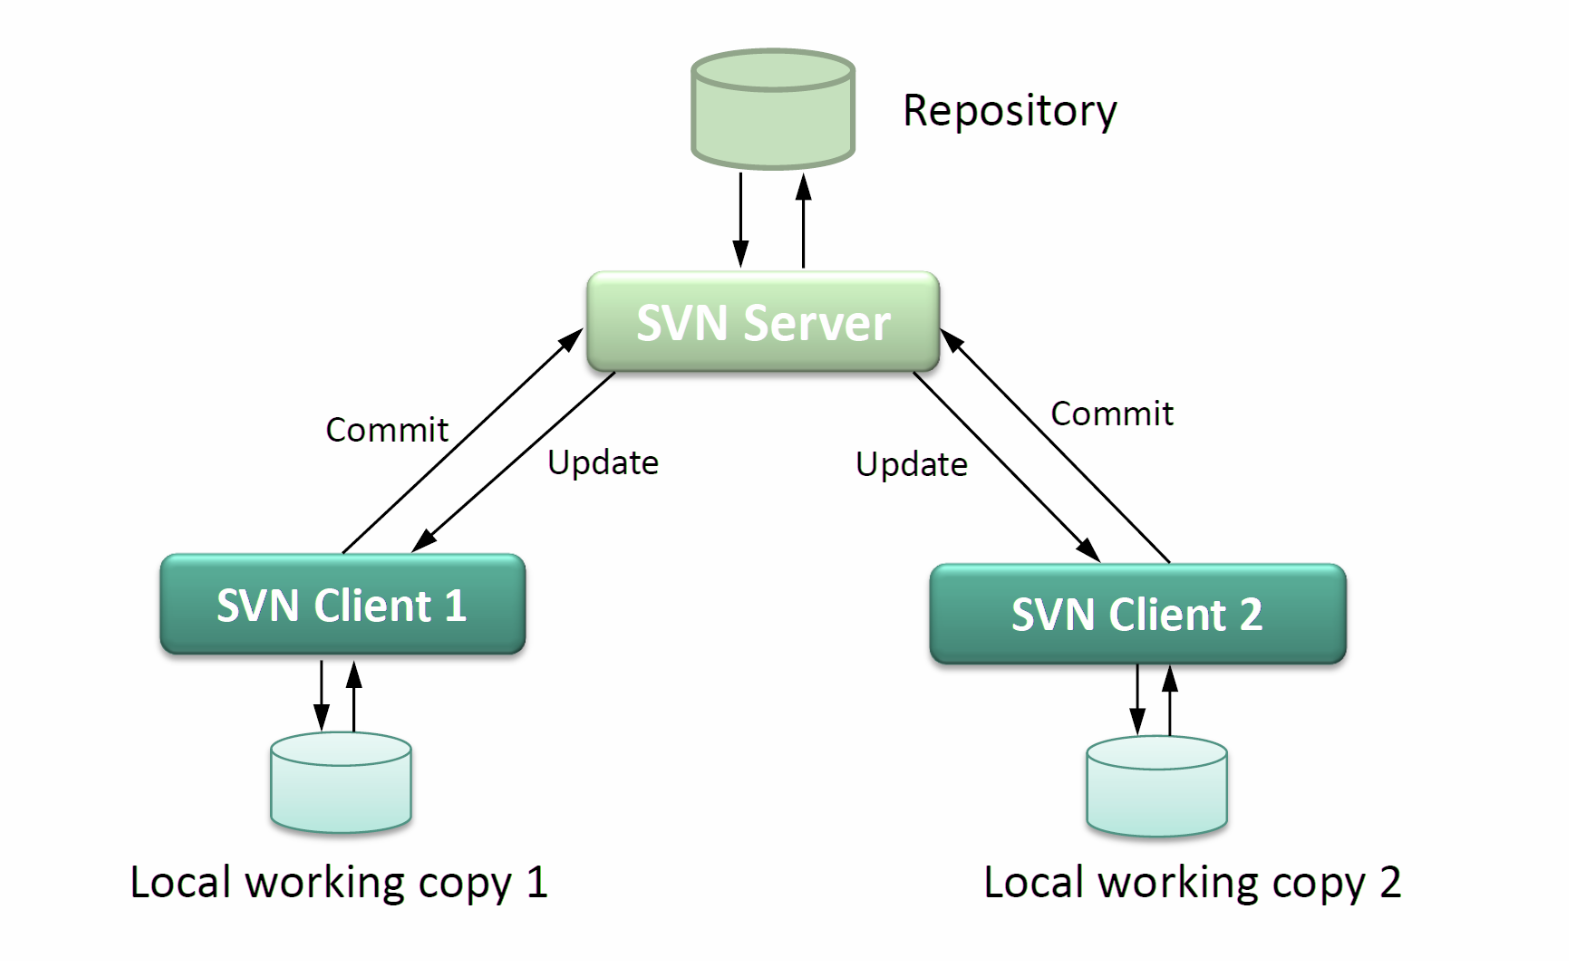 Repository
SVN Server
Commit
Commit
Update
Update
SVN Client 1
SVN Client 2
Local working copy 1
Local working copy 2